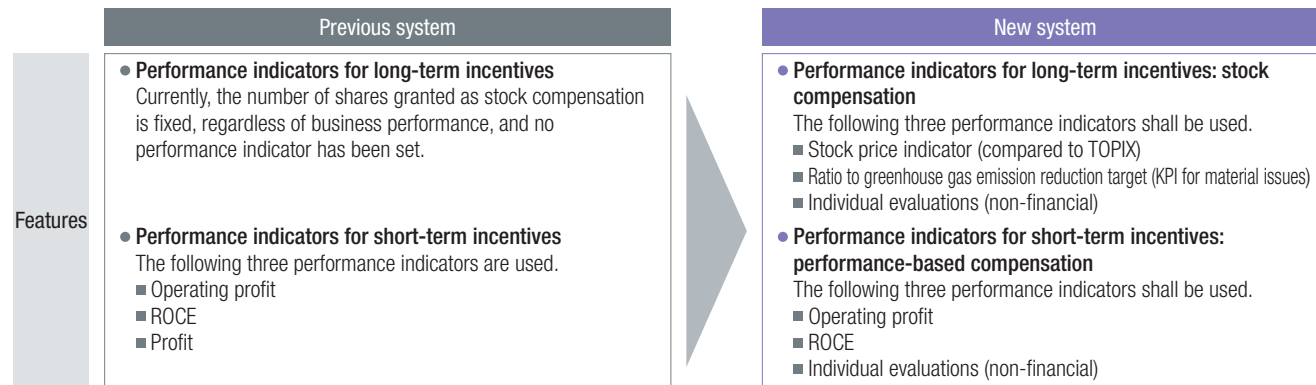 Previous system
New system
Features
● Performance indicators for long-term incentives
Currently, the number of shares granted as stock compensation
is fixed, regardless of business performance, and no
performance indicator has been set.
● Performance indicators for short-term incentives
The following three performance indicators are used.
■ Operating profit
■ ROCE
■ Profit
● Performance indicators for long-term incentives: stock
compensation
The following three performance indicators shall be used.
■ Stock price indicator (compared to TOPIX)
■ Ratio to greenhouse gas emission reduction target (KPI for material issues)
■ Individual evaluations (non-financial)
● Performance indicators for short-term incentives:
performance-based compensation
The following three performance indicators shall be used.
■ Operating profit
■ ROCE
■ Individual evaluations (non-financial)